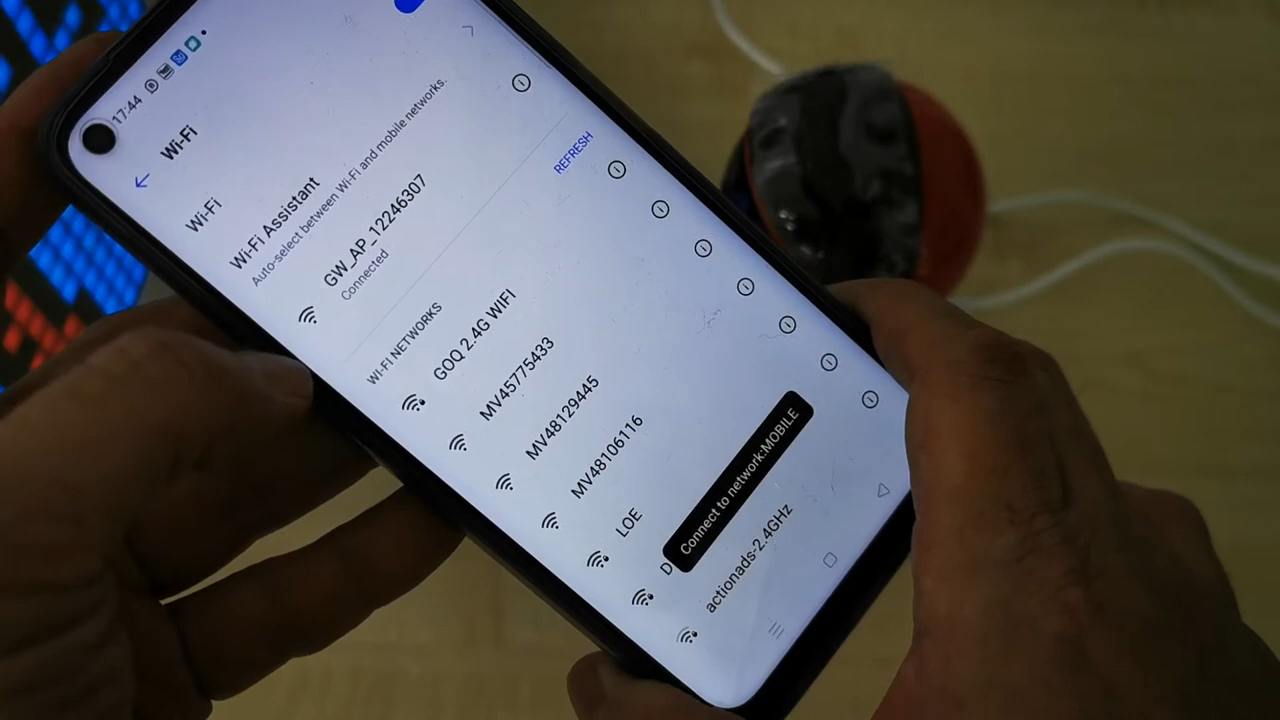 17:44
Wi-Fi
Wi-Fi
Wi-Fi Assistant
Auto-select between Wi-Fi and mobile networks.
GW_AP_12246307
Connected
WI-FI NETWORKS
REFRESH
GOQ 2.4G WIFI
MV45775433
MV48129445
MV48106116
LOE
D
Connect to network:MOBILE
actionads-2.4GHz